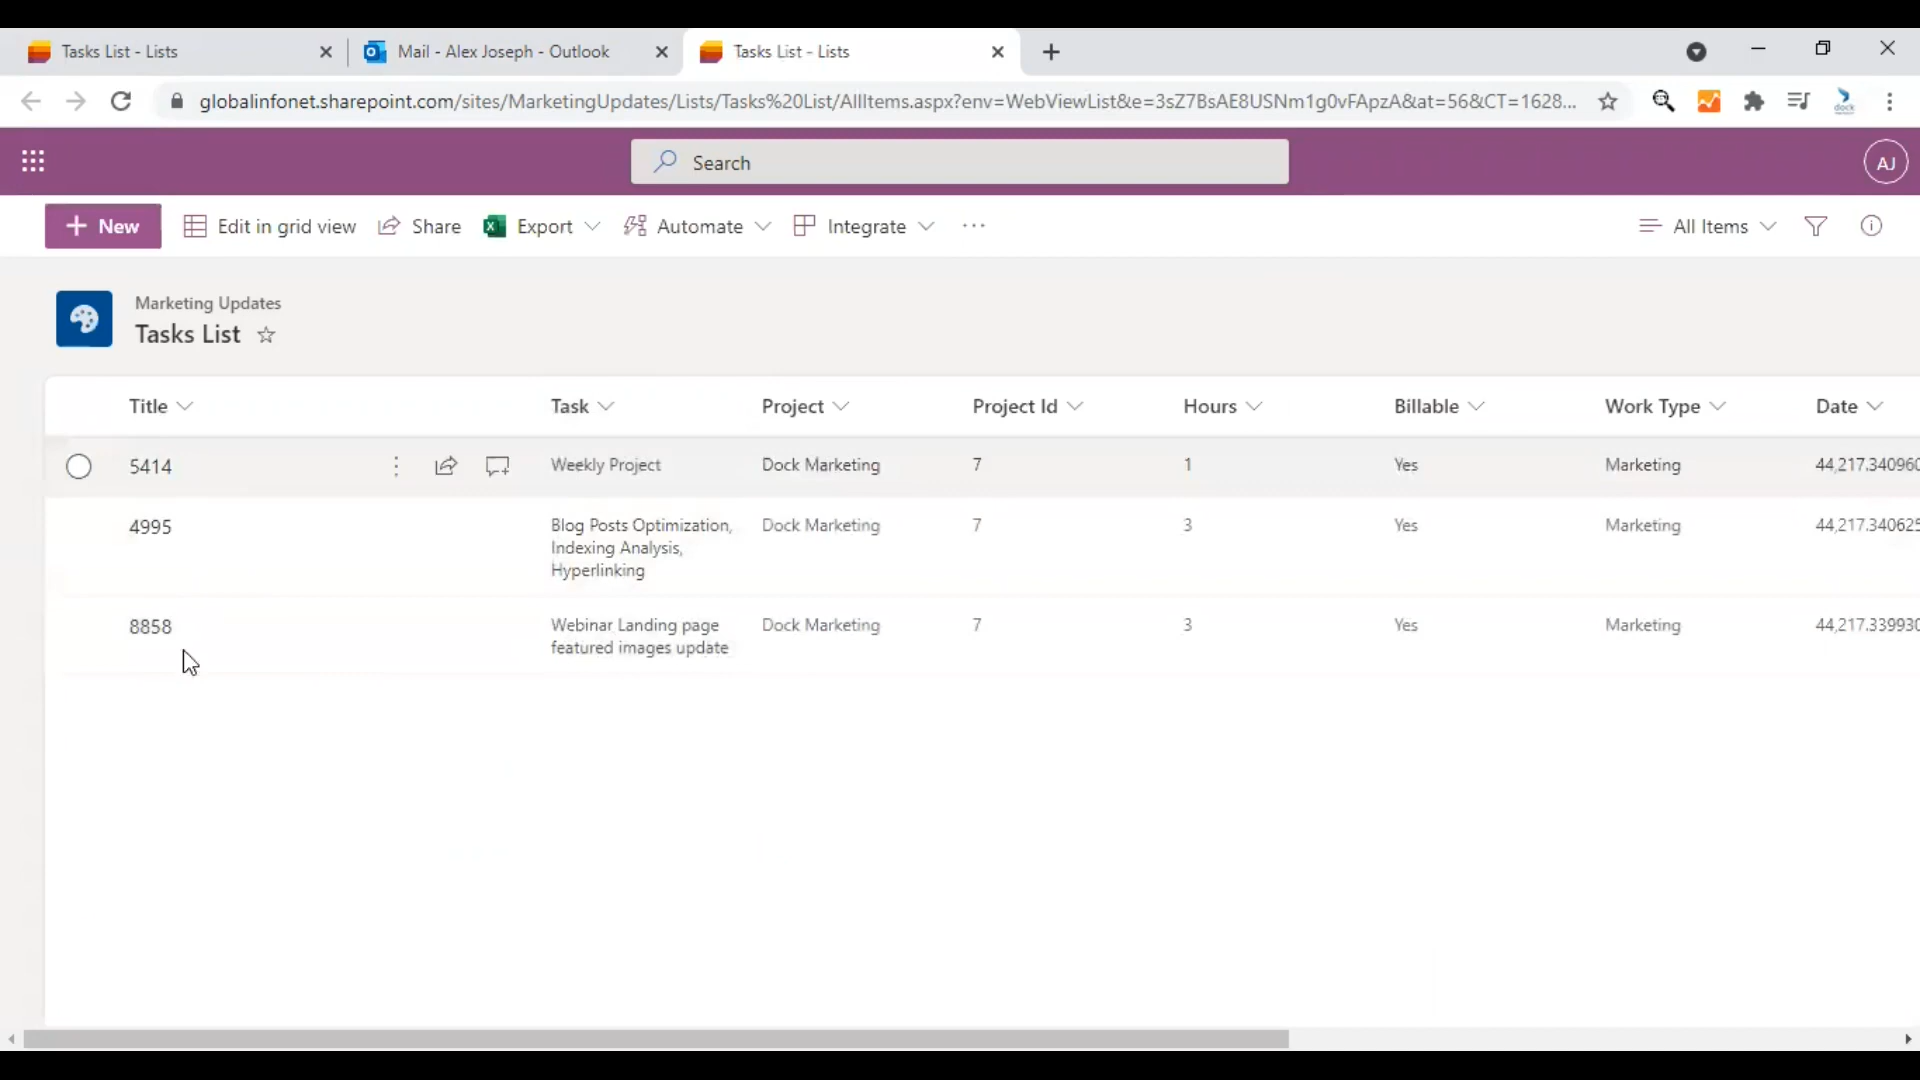 Tasks List - Lists
Mail - Alex Joseph - Outlook
Tasks List - Lists
globalinfonet.sharepoint.com/sites/MarketingUpdates/Lists/Tasks%20List/AllItems.aspx?env=WebViewList&e=3sZ7BsAE8USNm1g0vFApzA&at=56&CT=1628...
dock
Search
AJ
New
Edit in grid view
Share
Export
Automate
Integrate
All Items
Marketing Updates
Tasks List
Title Task Project Project Id Hours Billable Work Type Date
5414 Weekly Project Dock Marketing 7 1 Yes Marketing 44,217.340960
4995 Blog Posts Optimization, Dock Marketing 7 3 Yes Marketing 44,217.340625
Indexing Analysis,
Hyperlinking
8858 Webinar Landing page Dock Marketing 7 3 Yes Marketing 44,217.339930
featured images update